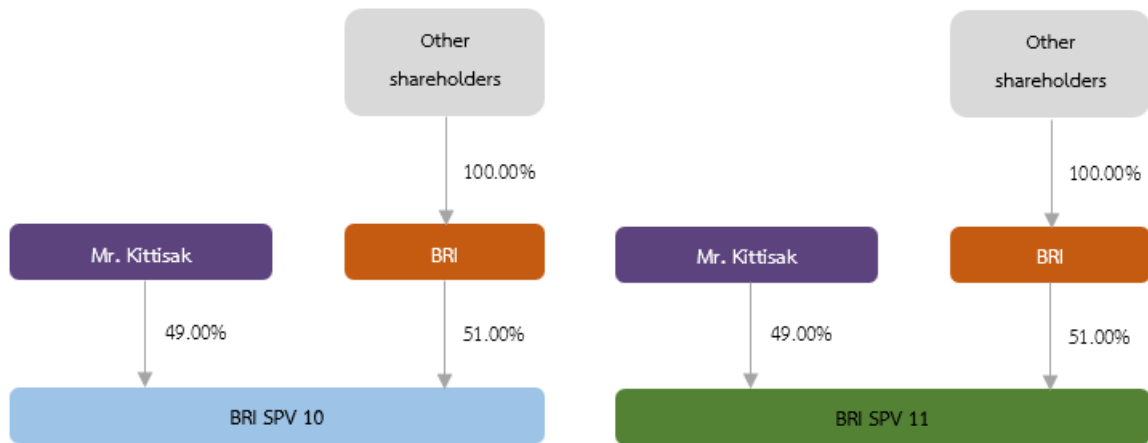 Other
shareholders
100.00%
Mr. Kittisak
BRI
49.00%
51.00%
BRI SPV 10
Other
shareholders
100.00%
Mr. Kittisak
BRI
49.00%
51.00%
BRI SPV 11